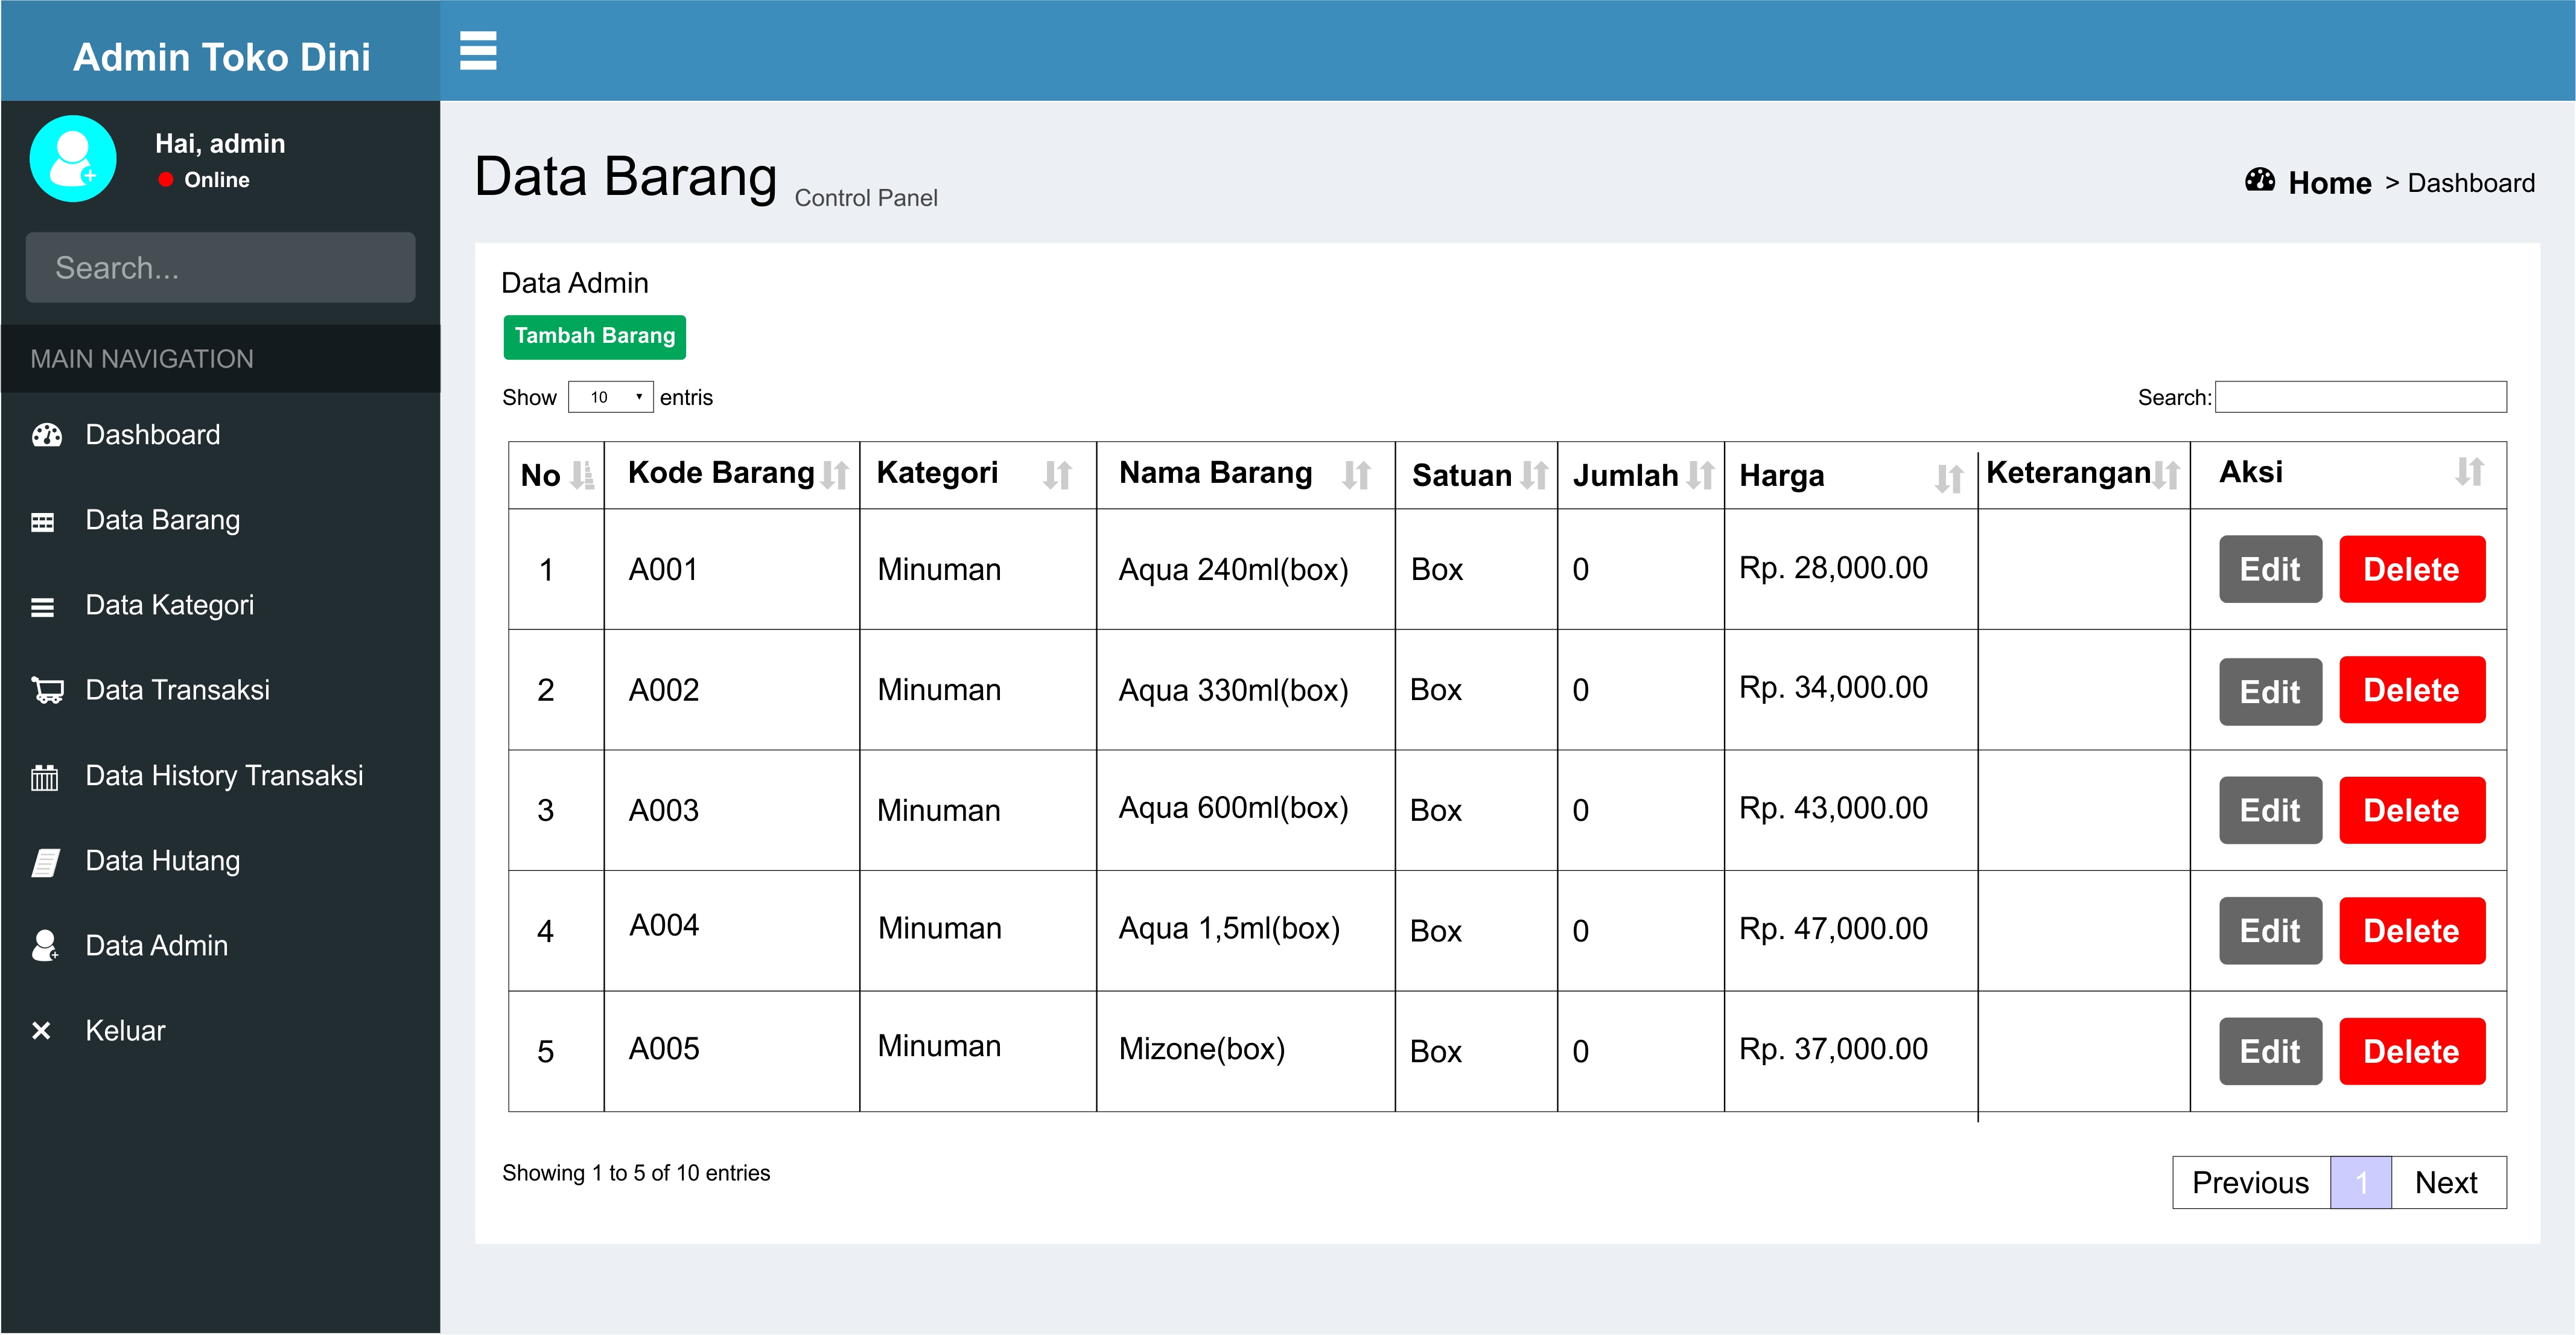 Admin Toko Dini
Hai, admin
Online
Search...
MAIN NAVIGATION
Dashboard
Data Barang
Data Kategori
Data Transaksi
Data History Transaksi
Data Hutang
Data Admin
Keluar
Data Barang Control Panel
Home > Dashboard
Data Admin
Tambah Barang
Show 10 entris
Search:
No Kode Barang Kategori Nama Barang Satuan Jumlah Harga Keterangan Aksi
1 A001 Minuman Aqua 240ml(box) Box 0 Rp. 28,000.00 Edit Delete
2 A002 Minuman Aqua 330ml(box) Box 0 Rp. 34,000.00 Edit Delete
3 A003 Minuman Aqua 600ml(box) Box 0 Rp. 43,000.00 Edit Delete
4 A004 Minuman Aqua 1,5ml(box) Box 0 Rp. 47,000.00 Edit Delete
5 A005 Minuman Mizone(box) Box 0 Rp. 37,000.00 Edit Delete
Showing 1 to 5 of 10 entries
Previous 1 Next